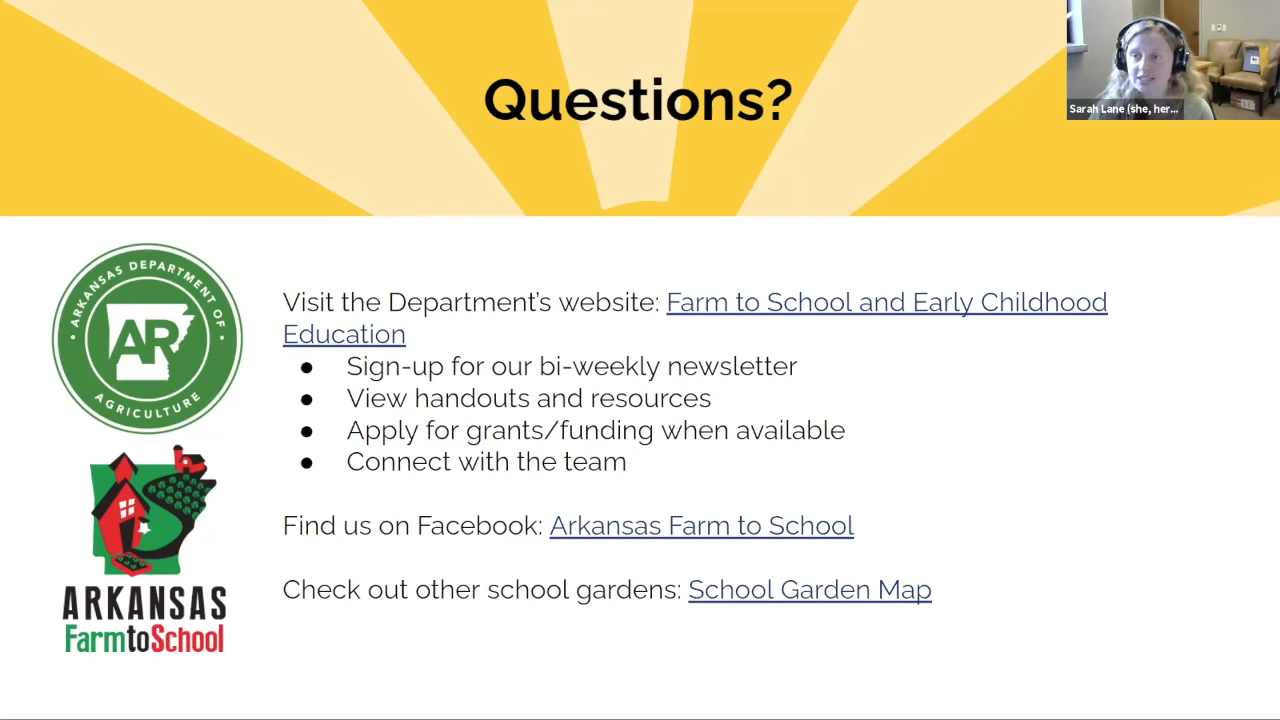 Questions?
Sarah Lane (she, her...
ARKANSAS DEPARTMENT OF
AR
AGRICULTURE
Visit the Department's website: Farm to School and Early Childhood
Education
● Sign-up for our bi-weekly newsletter
● View handouts and resources
● Apply for grants/funding when available
● Connect with the team
Find us on Facebook: Arkansas Farm to School
Check out other school gardens: School Garden Map
ARKANSAS
FarmtoSchool